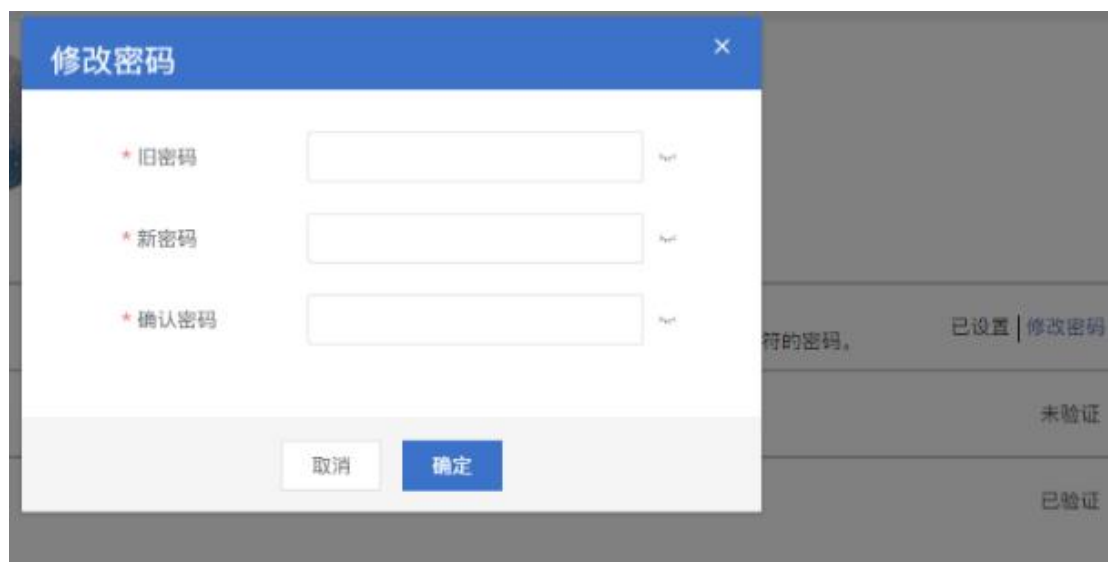 修改密码 ×
* 旧密码
* 新密码
* 确认密码
符的密码。
已设置 | 修改密码
未验证
取消 确定
已验证